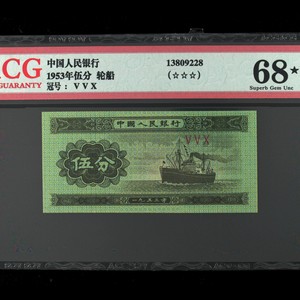 ACG
GUARANTY
中国人民银行
1953年伍分 轮船
冠号：V V X
13809228
(☆☆☆)
68★
Superb Gem Unc
中国人民银行
V V X
伍分
一九五三年